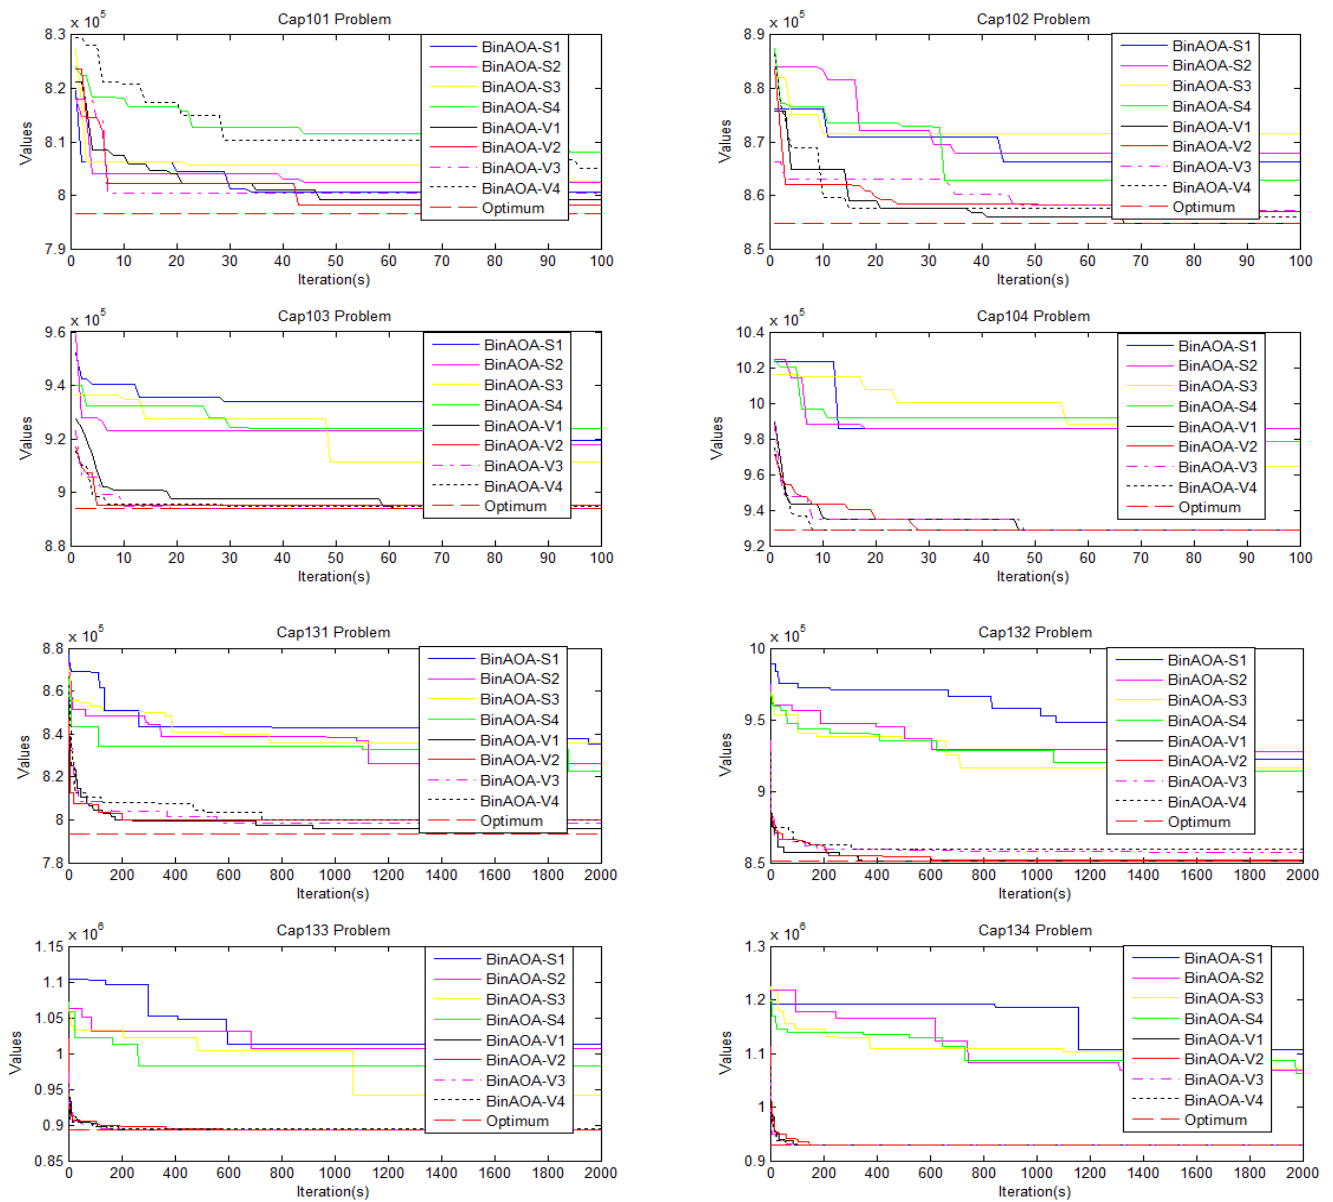 Cap101 Problem
x 10^5
8.3
8.2
8.1
8
7.9
Values
0 10 20 30 40 50 60 70 80 90 100
Iteration(s)
BinAOA-S1
BinAOA-S2
BinAOA-S3
BinAOA-S4
BinAOA-V1
BinAOA-V2
BinAOA-V3
BinAOA-V4
Optimum
Cap102 Problem
x 10^5
8.9
8.8
8.7
8.6
8.5
Values
0 10 20 30 40 50 60 70 80 90 100
Iteration(s)
BinAOA-S1
BinAOA-S2
BinAOA-S3
BinAOA-S4
BinAOA-V1
BinAOA-V2
BinAOA-V3
BinAOA-V4
Optimum
Cap103 Problem
x 10^5
9.6
9.4
9.2
9
8.8
Values
0 10 20 30 40 50 60 70 80 90 100
Iteration(s)
BinAOA-S1
BinAOA-S2
BinAOA-S3
BinAOA-S4
BinAOA-V1
BinAOA-V2
BinAOA-V3
BinAOA-V4
Optimum
Cap104 Problem
x 10^5
10.4
10.2
10
9.8
9.6
9.4
9.2
Values
0 10 20 30 40 50 60 70 80 90 100
Iteration(s)
BinAOA-S1
BinAOA-S2
BinAOA-S3
BinAOA-S4
BinAOA-V1
BinAOA-V2
BinAOA-V3
BinAOA-V4
Optimum
Cap131 Problem
x 10^5
8.8
8.6
8.4
8.2
8
7.8
Values
0 200 400 600 800 1000 1200 1400 1600 1800 2000
Iteration(s)
BinAOA-S1
BinAOA-S2
BinAOA-S3
BinAOA-S4
BinAOA-V1
BinAOA-V2
BinAOA-V3
BinAOA-V4
Optimum
Cap132 Problem
x 10^5
10
9.5
9
8.5
Values
0 200 400 600 800 1000 1200 1400 1600 1800 2000
Iteration(s)
BinAOA-S1
BinAOA-S2
BinAOA-S3
BinAOA-S4
BinAOA-V1
BinAOA-V2
BinAOA-V3
BinAOA-V4
Optimum
Cap133 Problem
x 10^6
1.15
1.1
1.05
1
0.95
0.9
0.85
Values
0 200 400 600 800 1000 1200 1400 1600 1800 2000
Iteration(s)
BinAOA-S1
BinAOA-S2
BinAOA-S3
BinAOA-S4
BinAOA-V1
BinAOA-V2
BinAOA-V3
BinAOA-V4
Optimum
Cap134 Problem
x 10^6
1.3
1.2
1.1
1
0.9
Values
0 200 400 600 800 1000 1200 1400 1600 1800 2000
Iteration(s)
BinAOA-S1
BinAOA-S2
BinAOA-S3
BinAOA-S4
BinAOA-V1
BinAOA-V2
BinAOA-V3
BinAOA-V4
Optimum